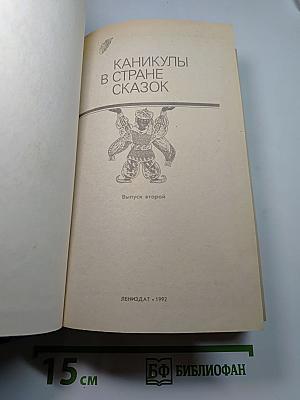 КАНИКУЛЫ
В СТРАНЕ
СКАЗОК
Выпуск второй
ЛЕНИЗДАТ • 1992
15 см
БФ БИБЛИОФАН